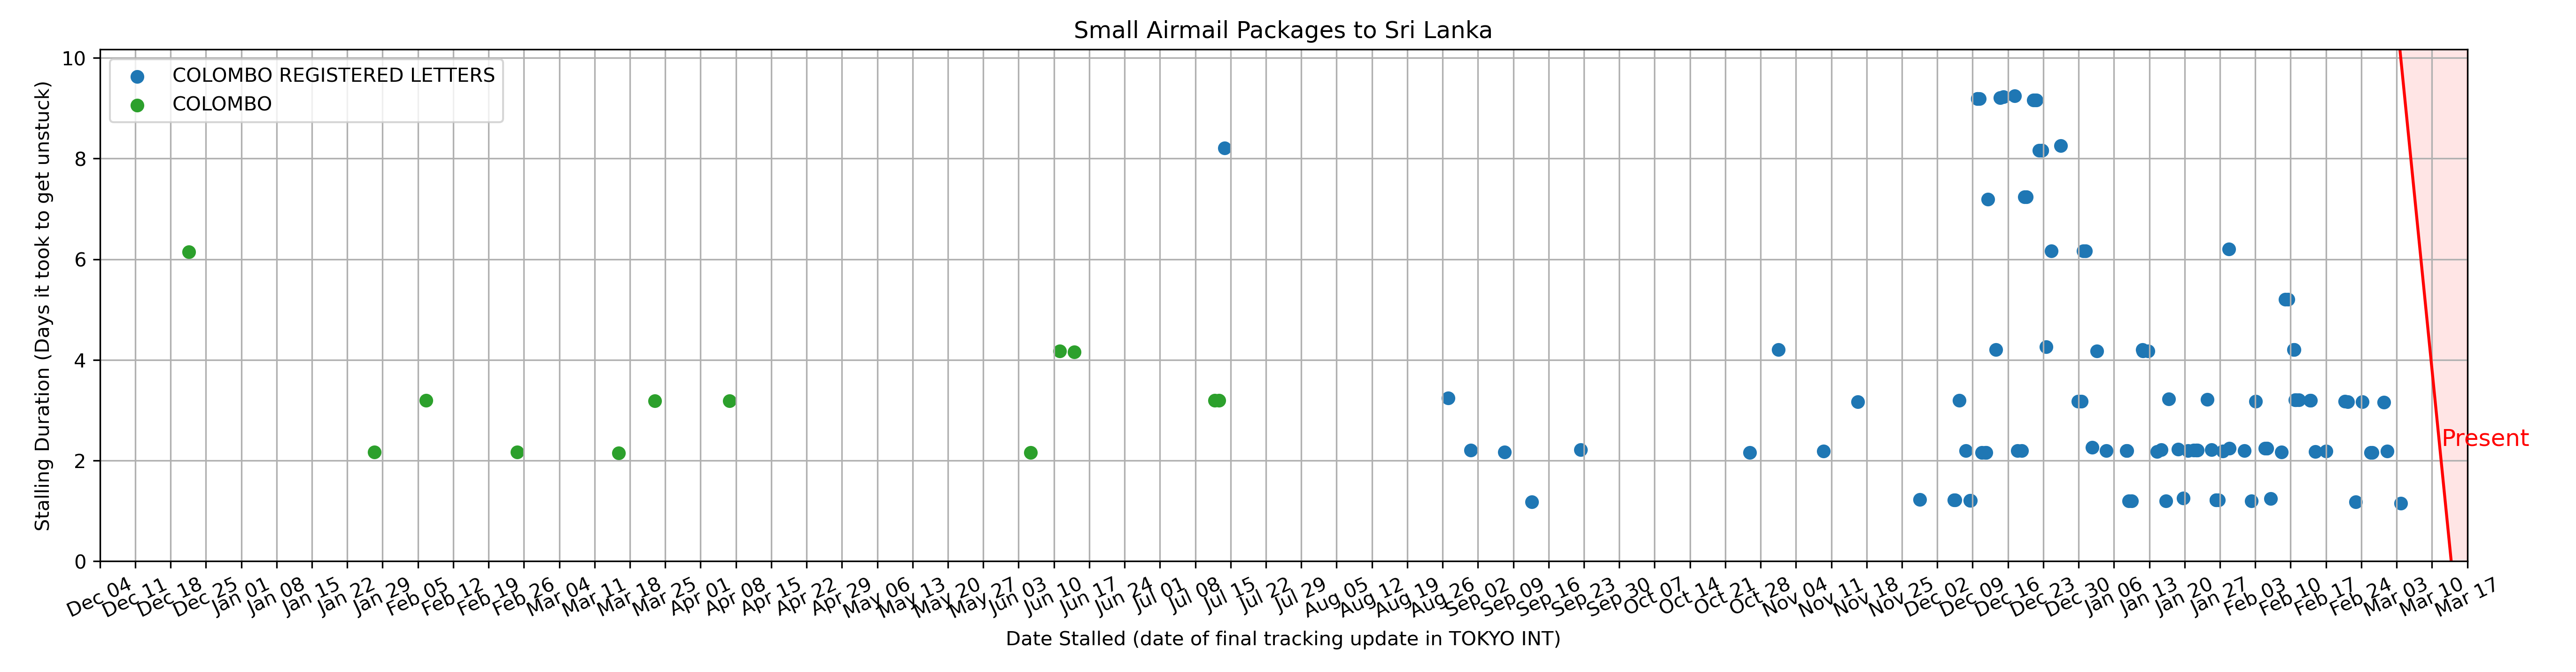 Small Airmail Packages to Sri Lanka
COLOMBO REGISTERED LETTERS
COLOMBO
Stalling Duration (Days it took to get unstuck)
10
8
6
4
2
0
Present
Dec 04 Dec 11 Dec 18 Dec 25 Jan 01 Jan 08 Jan 15 Jan 22 Jan 29 Feb 05 Feb 12 Feb 19 Feb 26 Mar 04 Mar 11 Mar 18 Mar 25 Apr 01 Apr 08 Apr 15 Apr 22 Apr 29 May 06 May 13 May 20 May 27 Jun 03 Jun 10 Jun 17 Jun 24 Jul 01 Jul 08 Jul 15 Jul 22 Jul 29 Aug 05 Aug 12 Aug 19 Aug 26 Sep 02 Sep 09 Sep 16 Sep 23 Sep 30 Oct 07 Oct 14 Oct 21 Oct 28 Nov 04 Nov 11 Nov 18 Nov 25 Dec 02 Dec 09 Dec 16 Dec 23 Dec 30 Jan 06 Jan 13 Jan 20 Jan 27 Feb 03 Feb 10 Feb 17 Feb 24 Mar 03 Mar 10 Mar 17
Date Stalled (date of final tracking update in TOKYO INT)